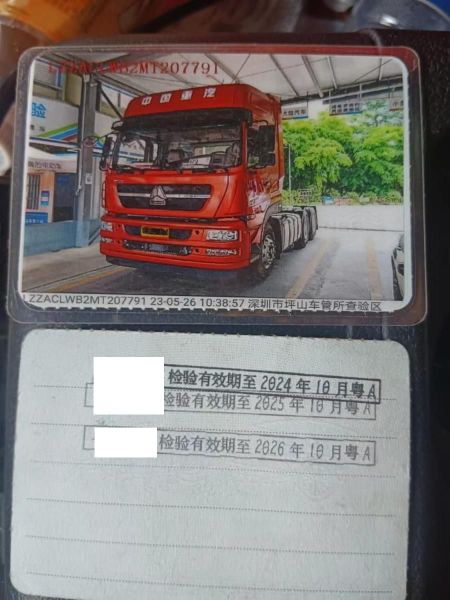 LZZACLWB2MT207791
中国重汽
验
LZZACLWB2MT207791 23-05-26 10:38:57 深圳市坪山车管所查验区
检验有效期至2024年10月粤A
检验有效期至2025年10月粤A
检验有效期至2026年10月粤A